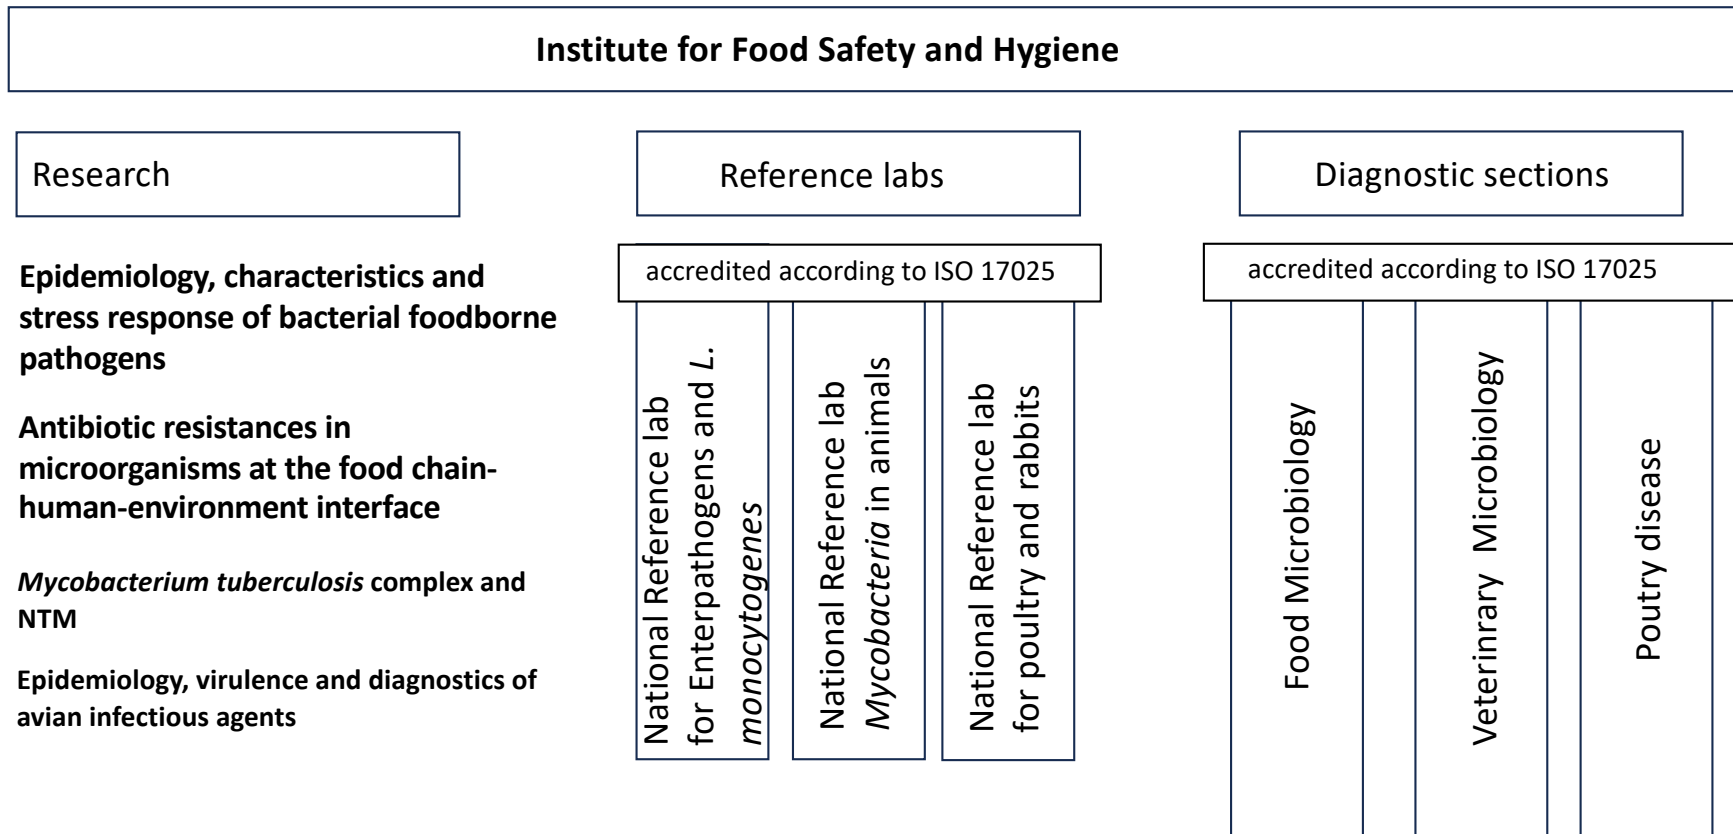 Institute for Food Safety and Hygiene
Research
Epidemiology, characteristics and
stress response of bacterial foodborne
pathogens
Antibiotic resistances in
microorganisms at the food chain-
human-environment interface
Mycobacterium tuberculosis complex and
NTM
Epidemiology, virulence and diagnostics of
avian infectious agents
Reference labs
accredited according to ISO 17025
National Reference lab
for Enterpathogens and L.
monocytogenes
National Reference lab
Mycobacteria in animals
National Reference lab
for poultry and rabbits
Diagnostic sections
accredited according to ISO 17025
Food Microbiology
Veterinrary Microbiology
Poutry disease